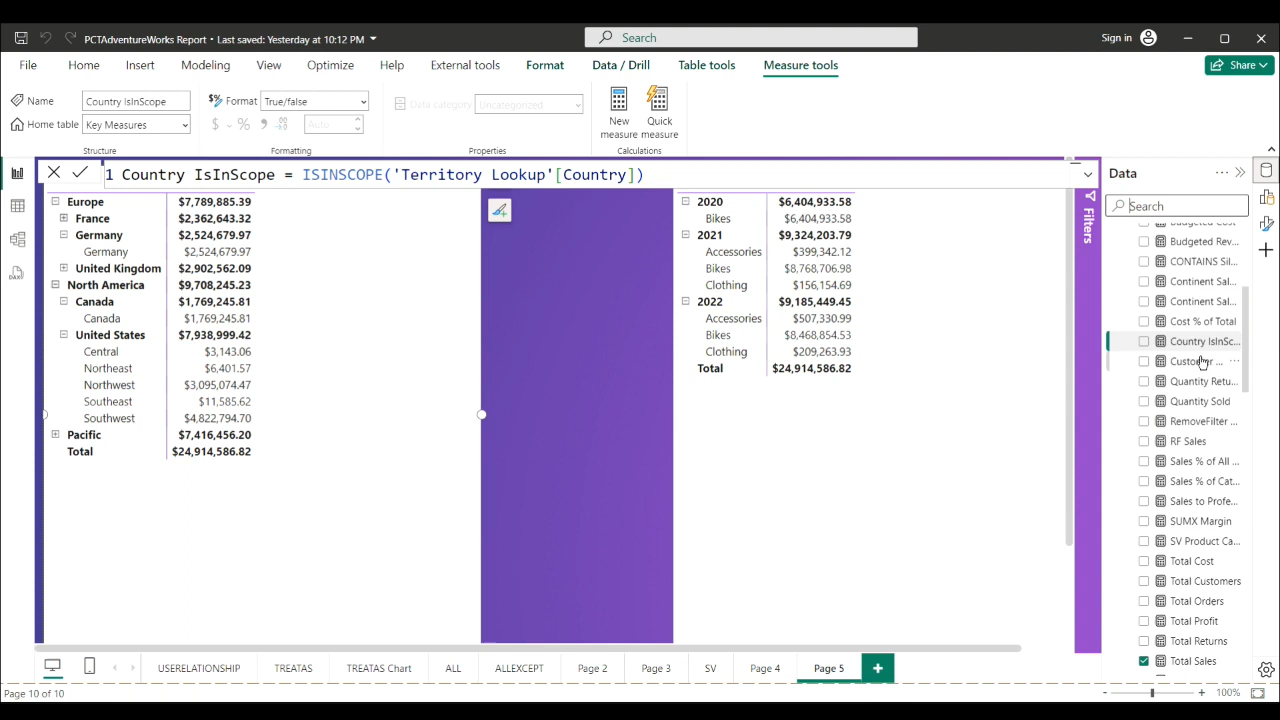 PCTAdventureWorks Report • Last saved: Yesterday at 10:12 PM
Search
Sign in
File Home Insert Modeling View Optimize Help External tools Format Data / Drill Table tools Measure tools
Share
Name Country IsInScope
Home table Key Measures
Structure
Format True/false
$ % Auto
Formatting
Data category Uncategorized
Properties
New measure
Quick measure
Calculations
1 Country IsInScope = ISINSCOPE('Territory Lookup'[Country])
Europe $7,789,885.39
France $2,362,643.32
Germany $2,524,679.97
Germany $2,524,679.97
United Kingdom $2,902,562.09
North America $9,708,245.23
Canada $1,769,245.81
Canada $1,769,245.81
United States $7,938,999.42
Central $3,143.06
Northeast $6,401.57
Northwest $3,095,074.47
Southeast $11,585.62
Southwest $4,822,794.70
Pacific $7,416,456.20
Total $24,914,586.82
2020 $6,404,933.58
Bikes $6,404,933.58
2021 $9,324,203.79
Accessories $399,342.12
Bikes $8,768,706.98
Clothing $156,154.69
2022 $9,185,449.45
Accessories $507,330.99
Bikes $8,468,854.53
Clothing $209,263.93
Total $24,914,586.82
Filters
Data
Search
Budgeted Cost
Budgeted Rev...
CONTAINS Sil...
Continent Sal...
Continent Sal...
Cost % of Total
Country IsInSc...
Customer ...
Quantity Retu...
Quantity Sold
RemoveFilter ...
RF Sales
Sales % of All ...
Sales % of Cat...
Sales to Profe...
SUMX Margin
SV Product Ca...
Total Cost
Total Customers
Total Orders
Total Profit
Total Returns
Total Sales
USERELATIONSHIP TREATAS TREATAS Chart ALL ALLEXCEPT Page 2 Page 3 SV Page 4 Page 5
Page 10 of 10
100%